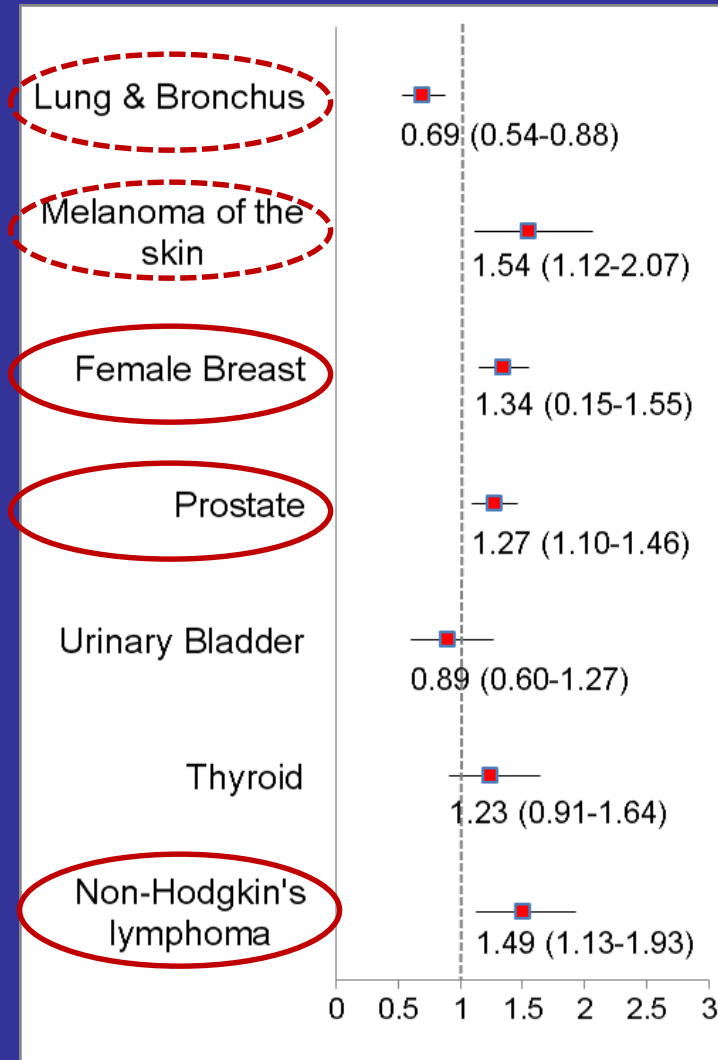 Lung & Bronchus
0.69 (0.54-0.88)
Melanoma of the
skin
1.54 (1.12-2.07)
Female Breast
1.34 (0.15-1.55)
Prostate
1.27 (1.10-1.46)
Urinary Bladder
0.89 (0.60-1.27)
Thyroid
1.23 (0.91-1.64)
Non-Hodgkin's
lymphoma
1.49 (1.13-1.93)
0 0.5 1 1.5 2 2.5 3